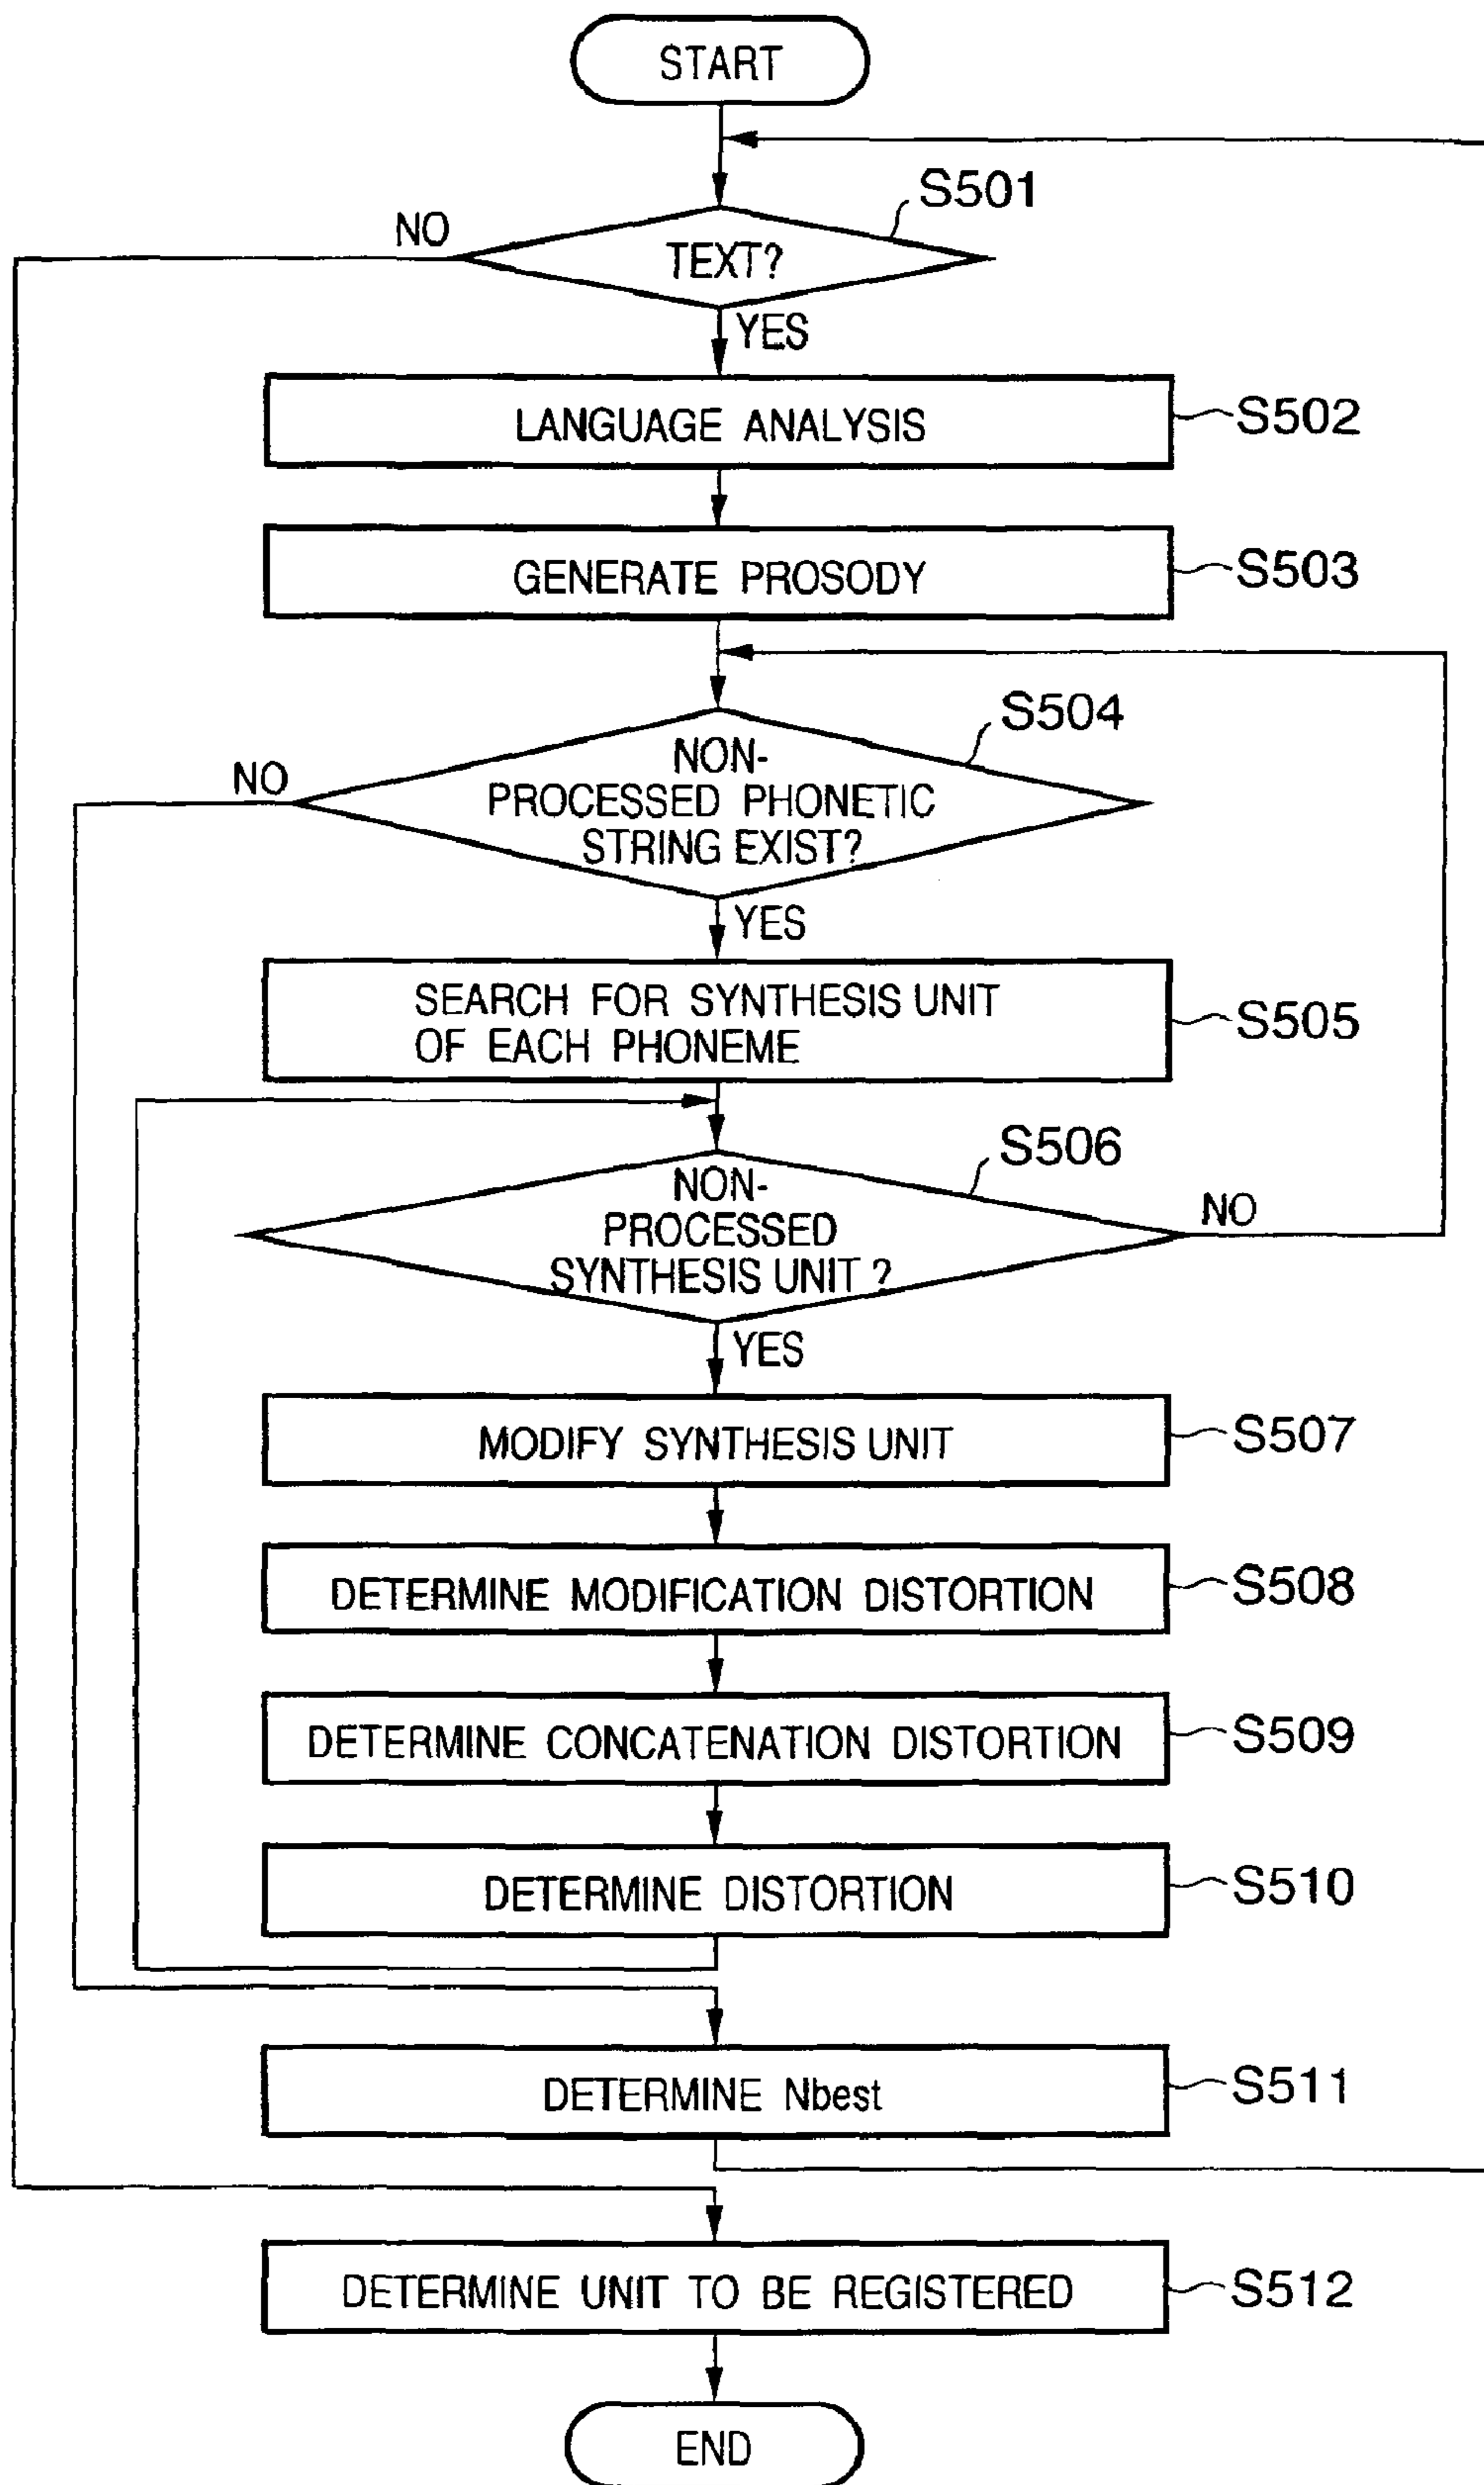 START
S501
NO
TEXT?
YES
LANGUAGE ANALYSIS
S502
GENERATE PROSODY
S503
S504
NO
NON-
PROCESSED PHONETIC
STRING EXIST?
YES
SEARCH FOR SYNTHESIS UNIT
OF EACH PHONEME
S505
S506
NON-
PROCESSED
SYNTHESIS UNIT ?
NO
YES
MODIFY SYNTHESIS UNIT
S507
DETERMINE MODIFICATION DISTORTION
S508
DETERMINE CONCATENATION DISTORTION
S509
DETERMINE DISTORTION
S510
DETERMINE Nbest
S511
DETERMINE UNIT TO BE REGISTERED
S512
END